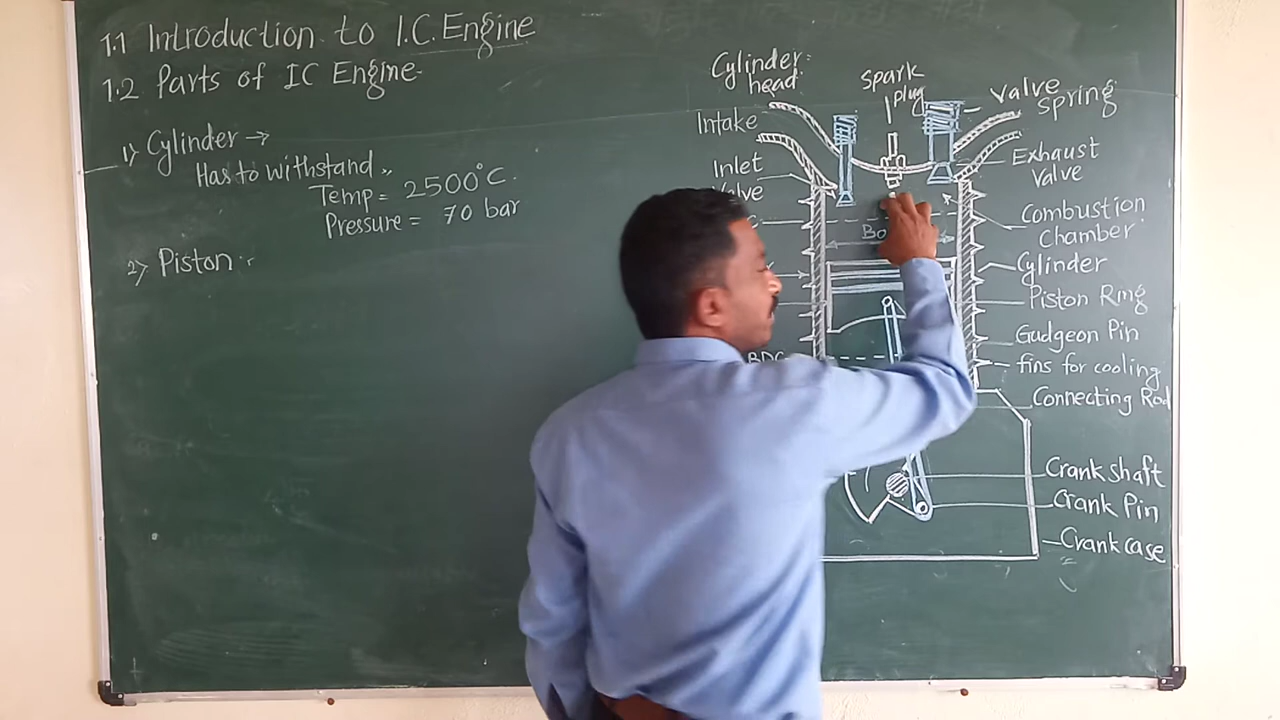 1.1 Introduction to I.C. Engine
1.2 Parts of IC Engine
1) Cylinder →
Has to withstand
Temp = 2500°C.
Pressure = 70 bar
2) Piston :-
Cylinder
head
Spark
plug
Valve
Spring
Intake
Inlet
Valve
Exhaust
Valve
Combustion
Chamber
Cylinder
Piston Ring
Gudgeon Pin
BDC
fins for cooling
Connecting Rod
Crank shaft
Crank Pin
Crank case